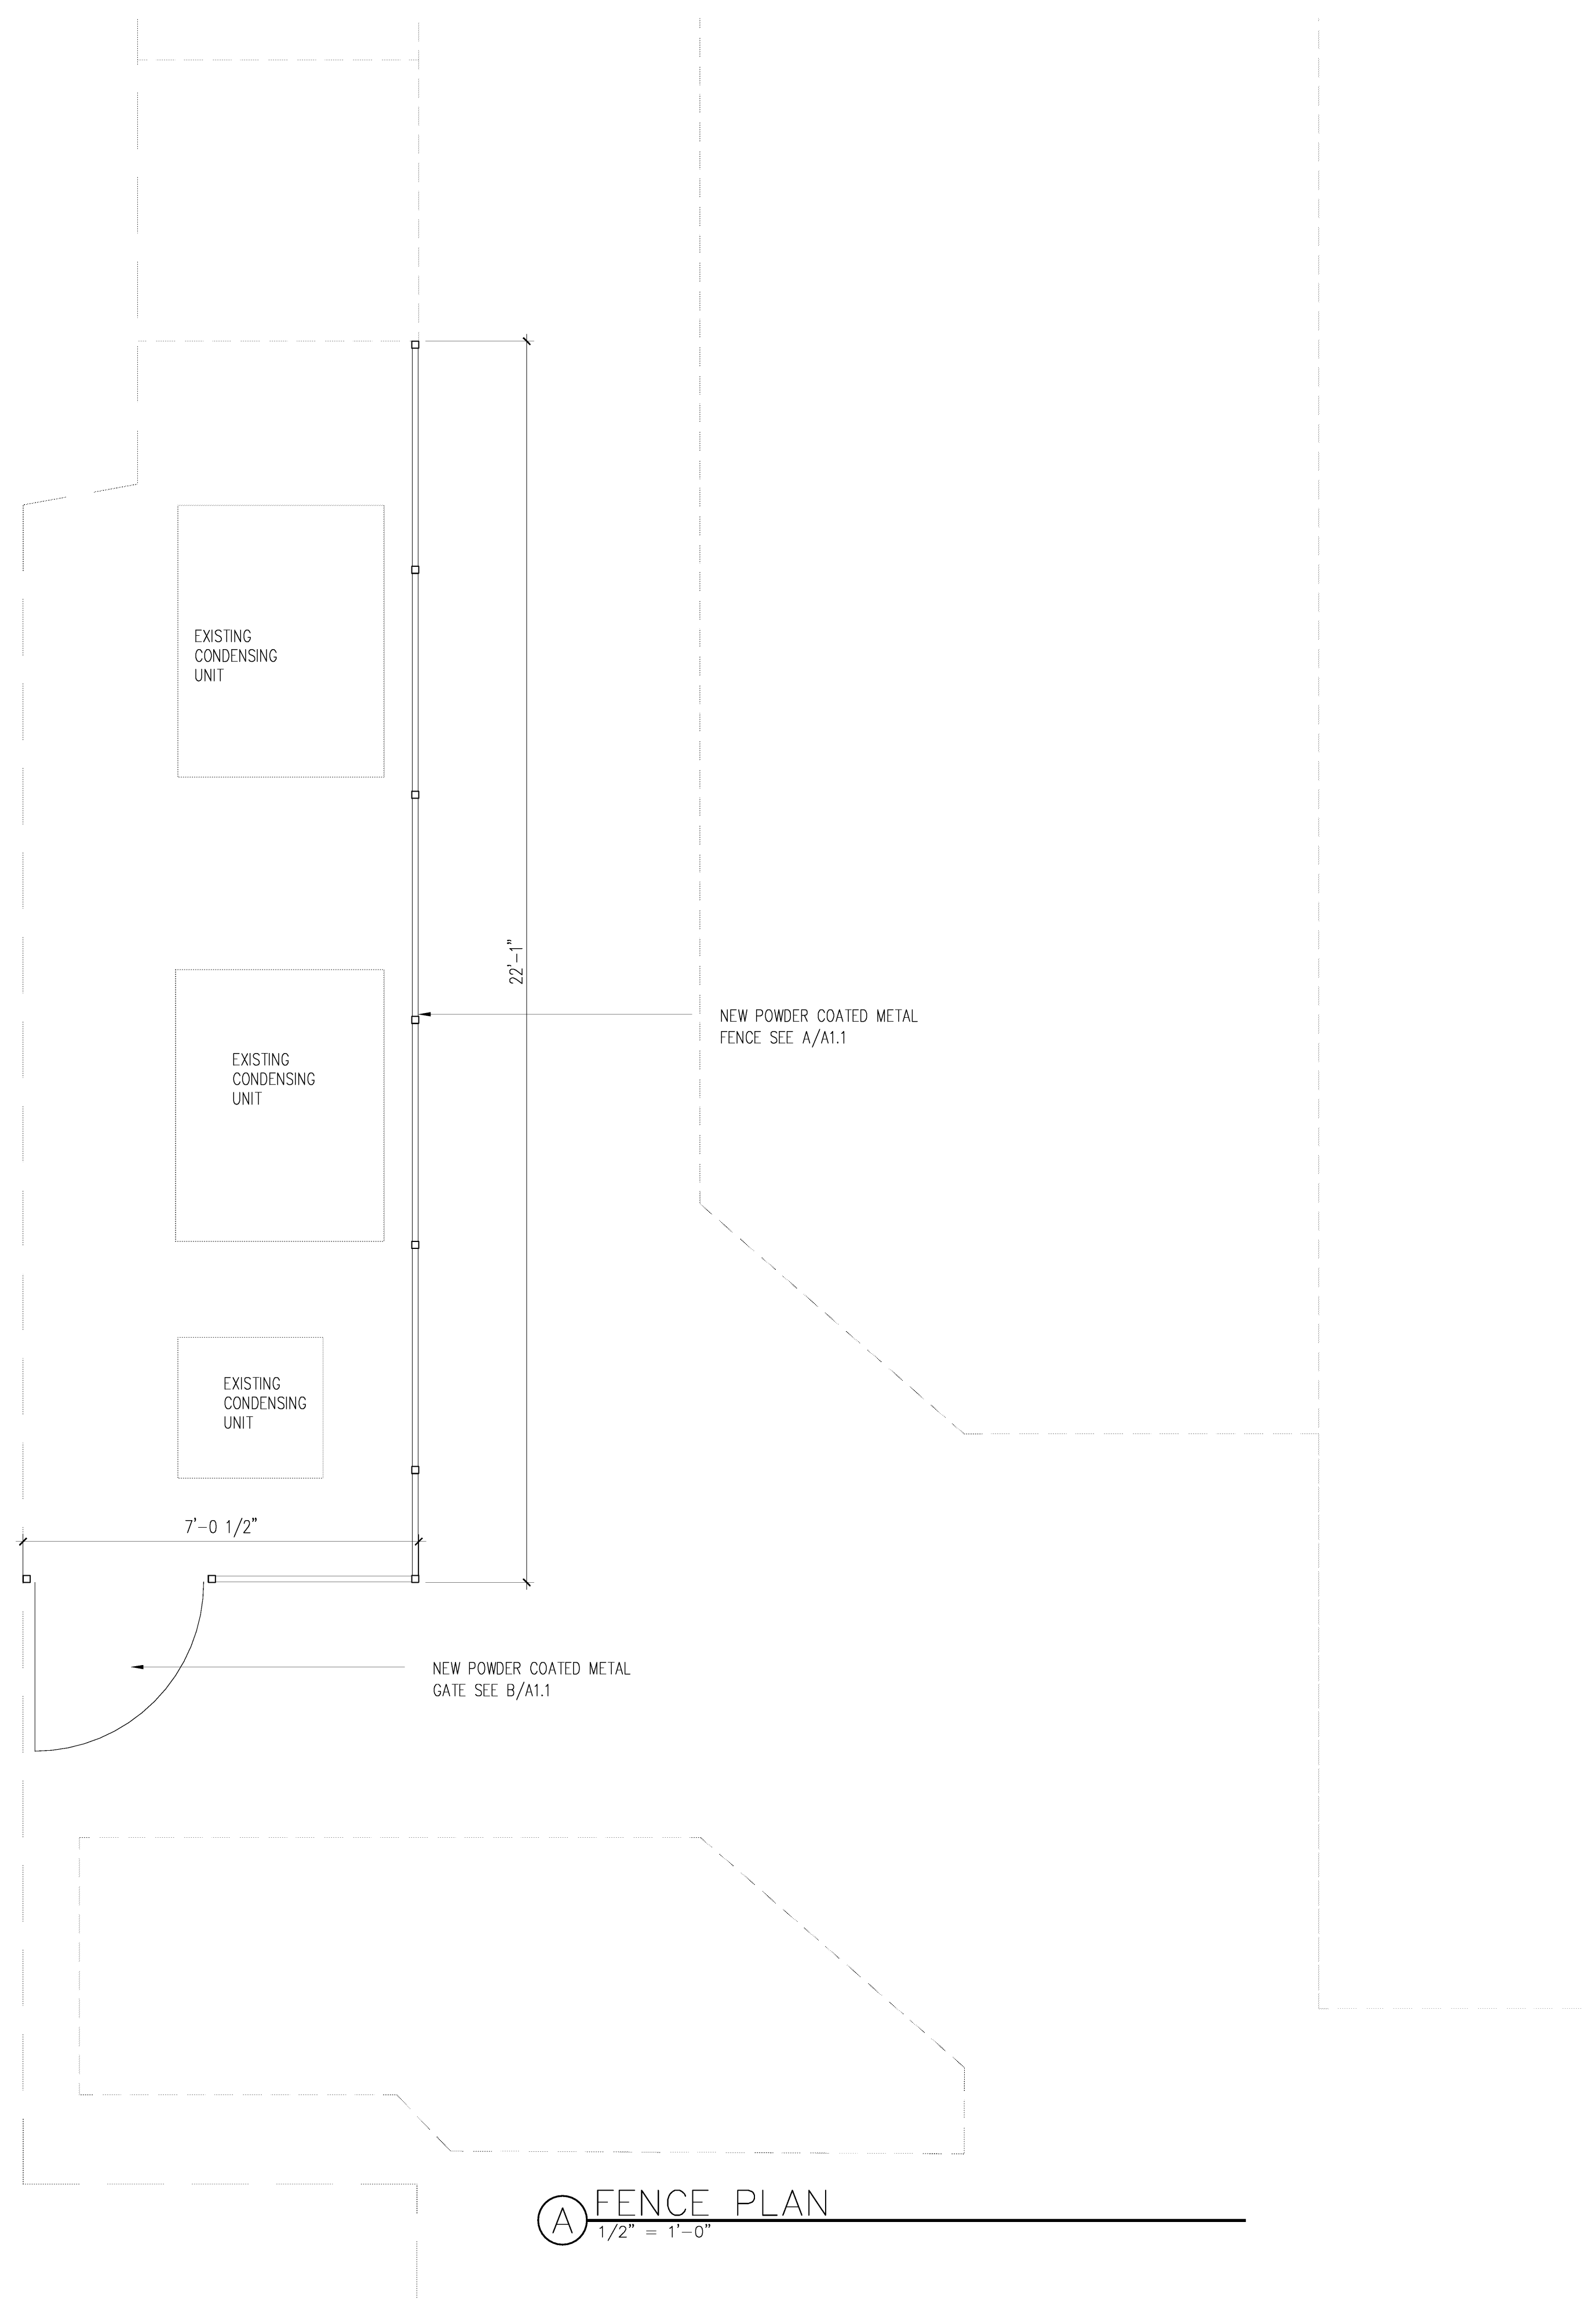 EXISTING
CONDENSING
UNIT
22'-1"
NEW POWDER COATED METAL
FENCE SEE A/A1.1
EXISTING
CONDENSING
UNIT
EXISTING
CONDENSING
UNIT
7'-0 1/2"
NEW POWDER COATED METAL
GATE SEE B/A1.1
A
FENCE PLAN
1/2" = 1'-0"